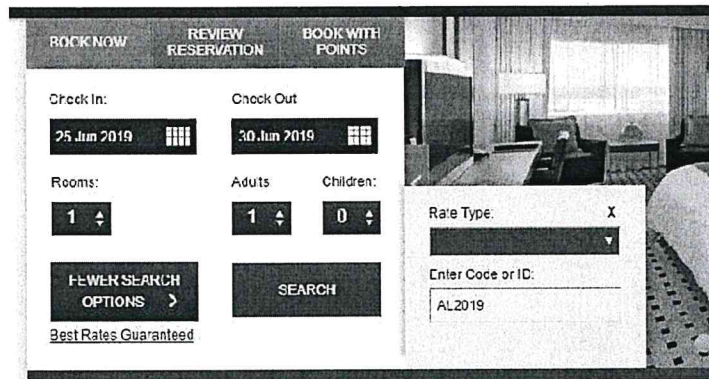 BOOK NOW
REVIEW RESERVATION
BOOK WITH POINTS
Check In:
Check Out
25 Jun 2019
30 Jun 2019
Rooms:
Adults
Children:
1
1
0
FEWER SEARCH
OPTIONS >
SEARCH
Best Rates Guaranteed
Rate Type:
X
Enter Code or ID:
AL2019